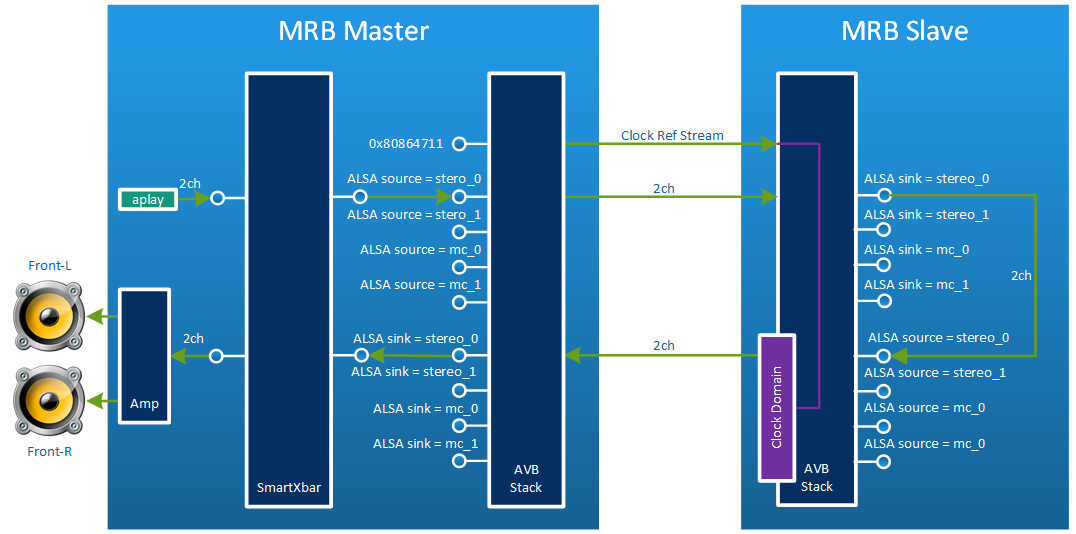 MRB Master
MRB Slave
0x80864711
Clock Ref Stream
2ch
aplay
ALSA source = stero_0
2ch
ALSA sink = stereo_0
ALSA source = stero_1
ALSA sink = stereo_1
ALSA source = mc_0
ALSA sink = mc_0
ALSA source = mc_1
ALSA sink = mc_1
2ch
Front-L
2ch
ALSA sink = stereo_0
2ch
ALSA source = stereo_0
ALSA sink = stereo_1
ALSA source = stereo_1
ALSA sink = mc_0
ALSA source = mc_0
ALSA sink = mc_1
ALSA source = mc_0
Amp
Front-R
Clock Domain
SmartXbar
AVB
Stack
AVB
Stack